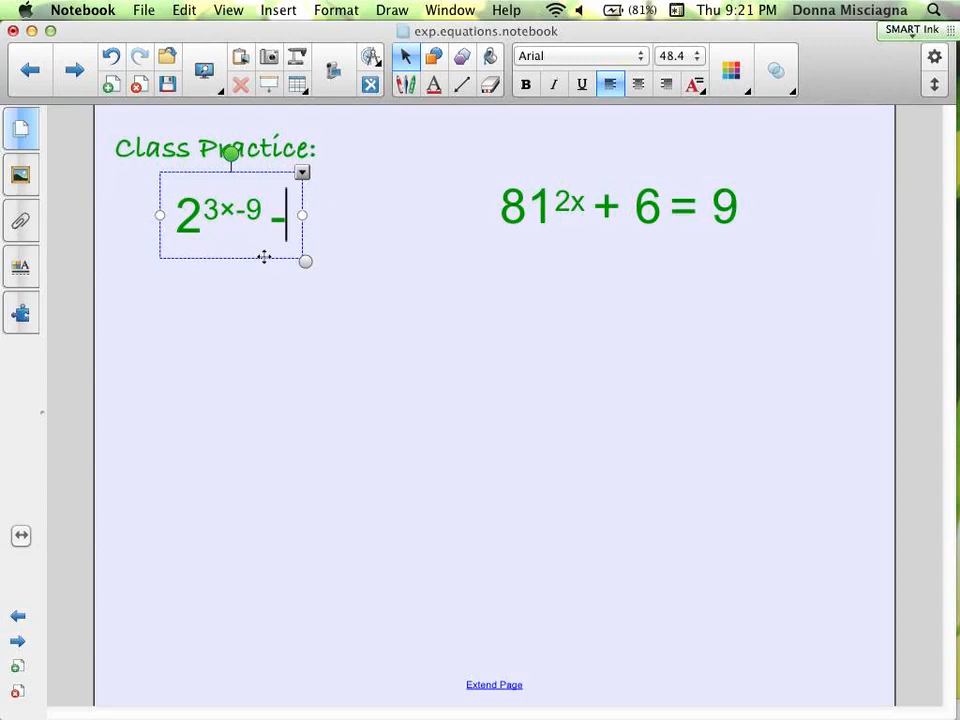 Notebook File Edit View Insert Format Draw Window Help (81%) Thu 9:21 PM Donna Misciagna
exp.equations.notebook
SMART Ink
Arial 48.4
B I U A
Class Practice:
2^{3×-9} -
81^{2x} + 6 = 9
Extend Page